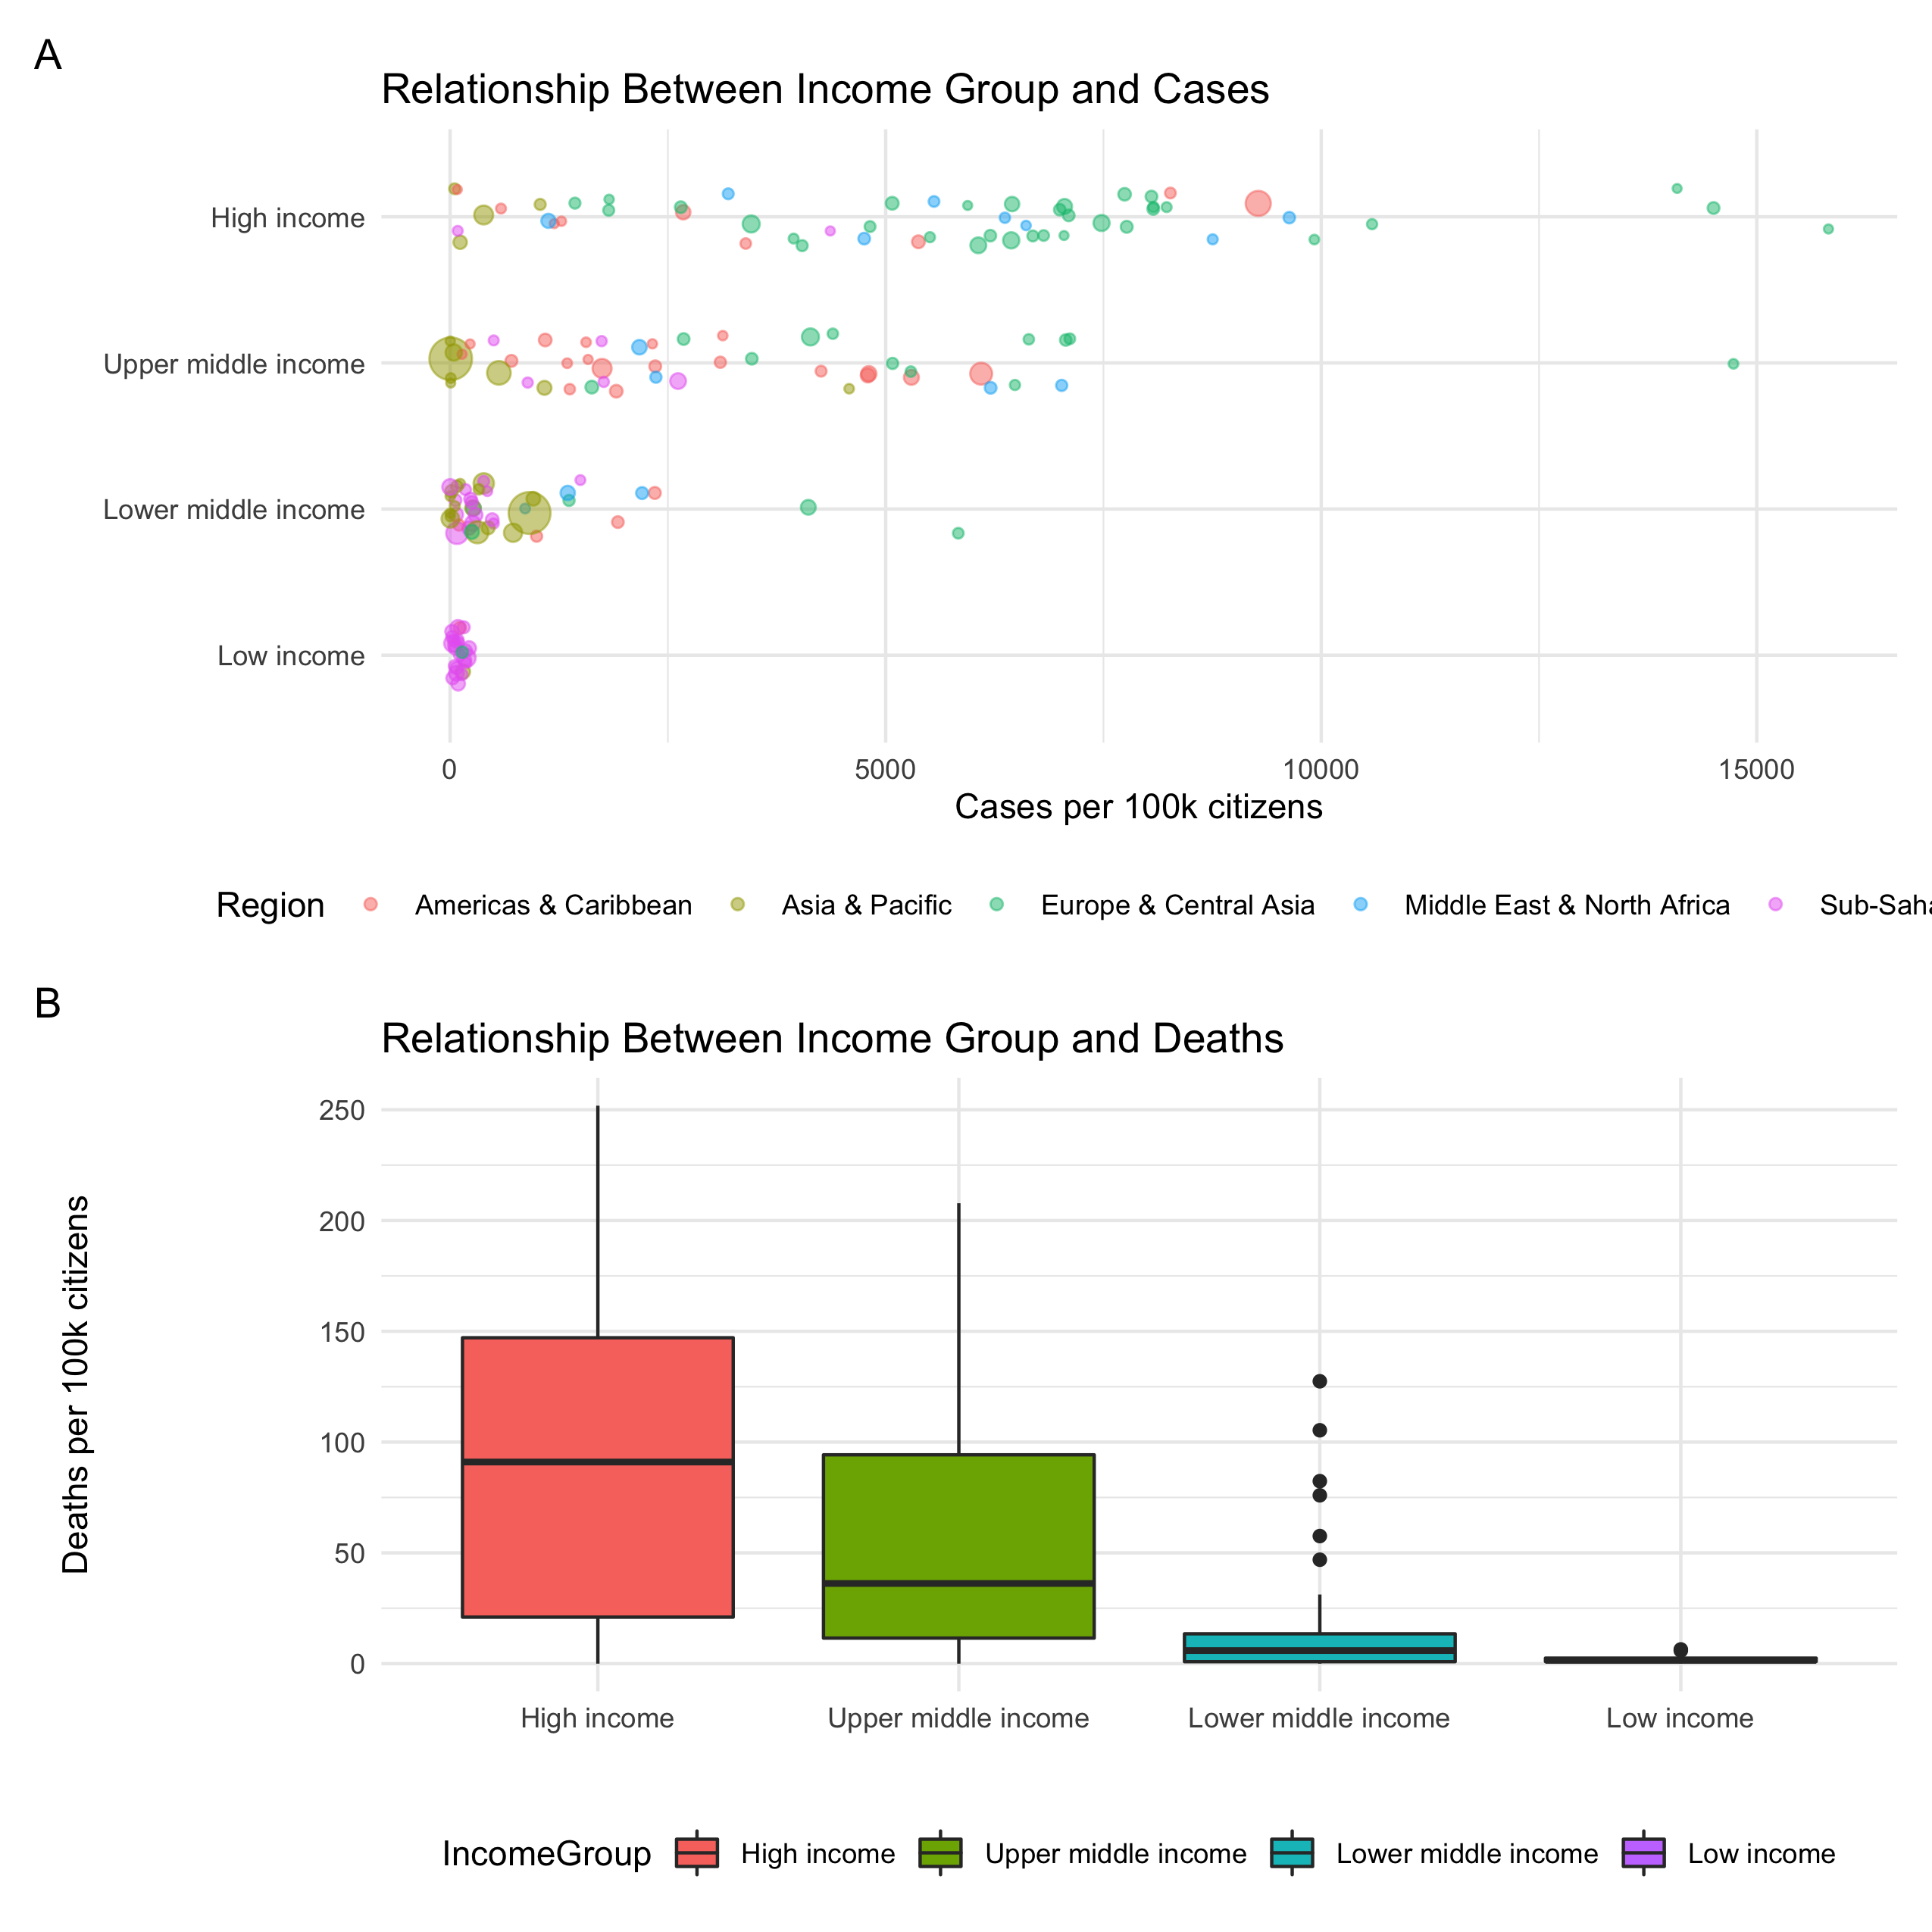 A
Relationship Between Income Group and Cases
High income
Upper middle income
Lower middle income
Low income
0 5000 10000 15000
Cases per 100k citizens
Region Americas & Caribbean Asia & Pacific Europe & Central Asia Middle East & North Africa
B
Relationship Between Income Group and Deaths
Deaths per 100k citizens
250
200
150
100
50
0
High income Upper middle income Lower middle income Low income
IncomeGroup High income Upper middle income Lower middle income Low income